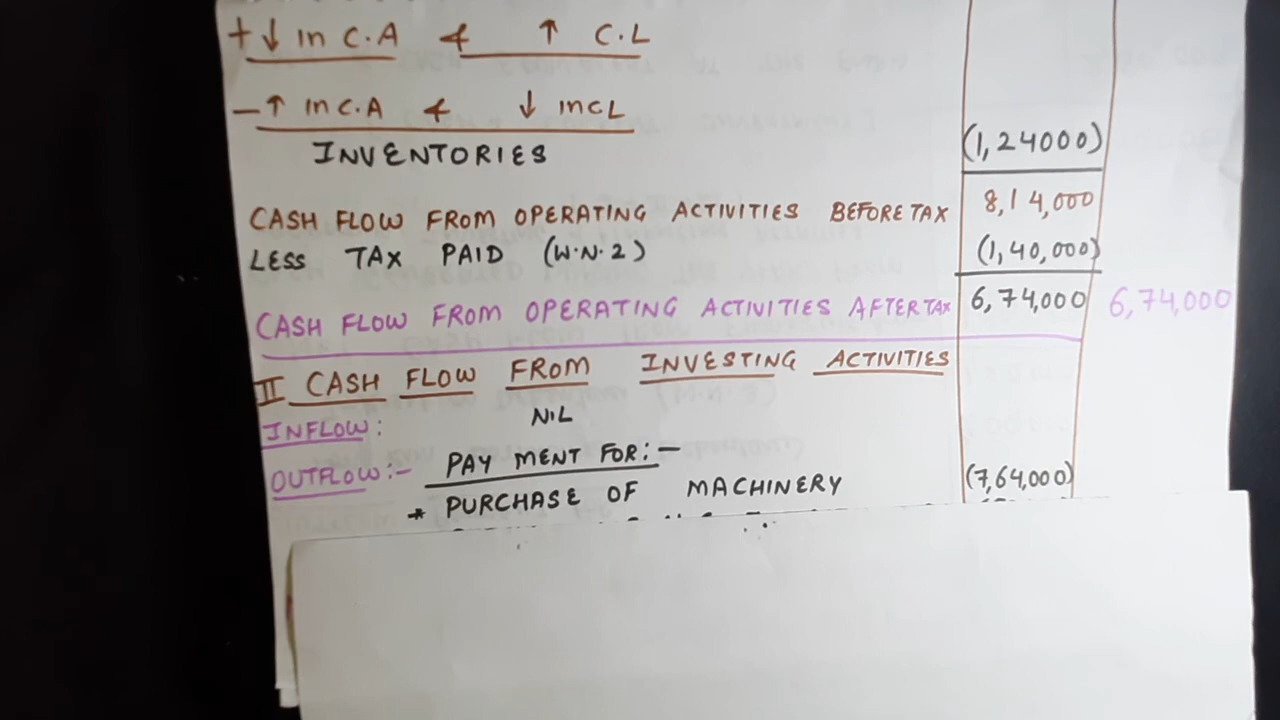 + ↓ in C.A & ↑ C.L
- ↑ in C.A & ↓ in CL
INVENTORIES (1,24000)
CASH FLOW FROM OPERATING ACTIVITIES BEFORE TAX 8,14,000
LESS TAX PAID (W.N.2) (1,40,000)
CASH FLOW FROM OPERATING ACTIVITIES AFTER TAX 6,74,000 6,74,000
II CASH FLOW FROM INVESTING ACTIVITIES
INFLOW: NIL
OUTFLOW:- PAYMENT FOR:-
* PURCHASE OF MACHINERY (7,64,000)